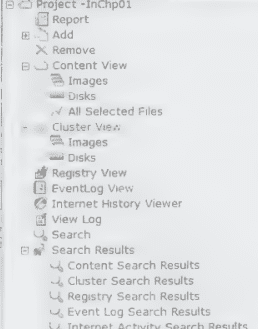 Project -InChp01
Report
Add
Remove
Content View
Images
Disks
All Selected Files
Cluster View
Images
Disks
Registry View
EventLog View
Internet History Viewer
View Log
Search
Search Results
Content Search Results
Cluster Search Results
Registry Search Results
Event Log Search Results
Internet Activity Search Results